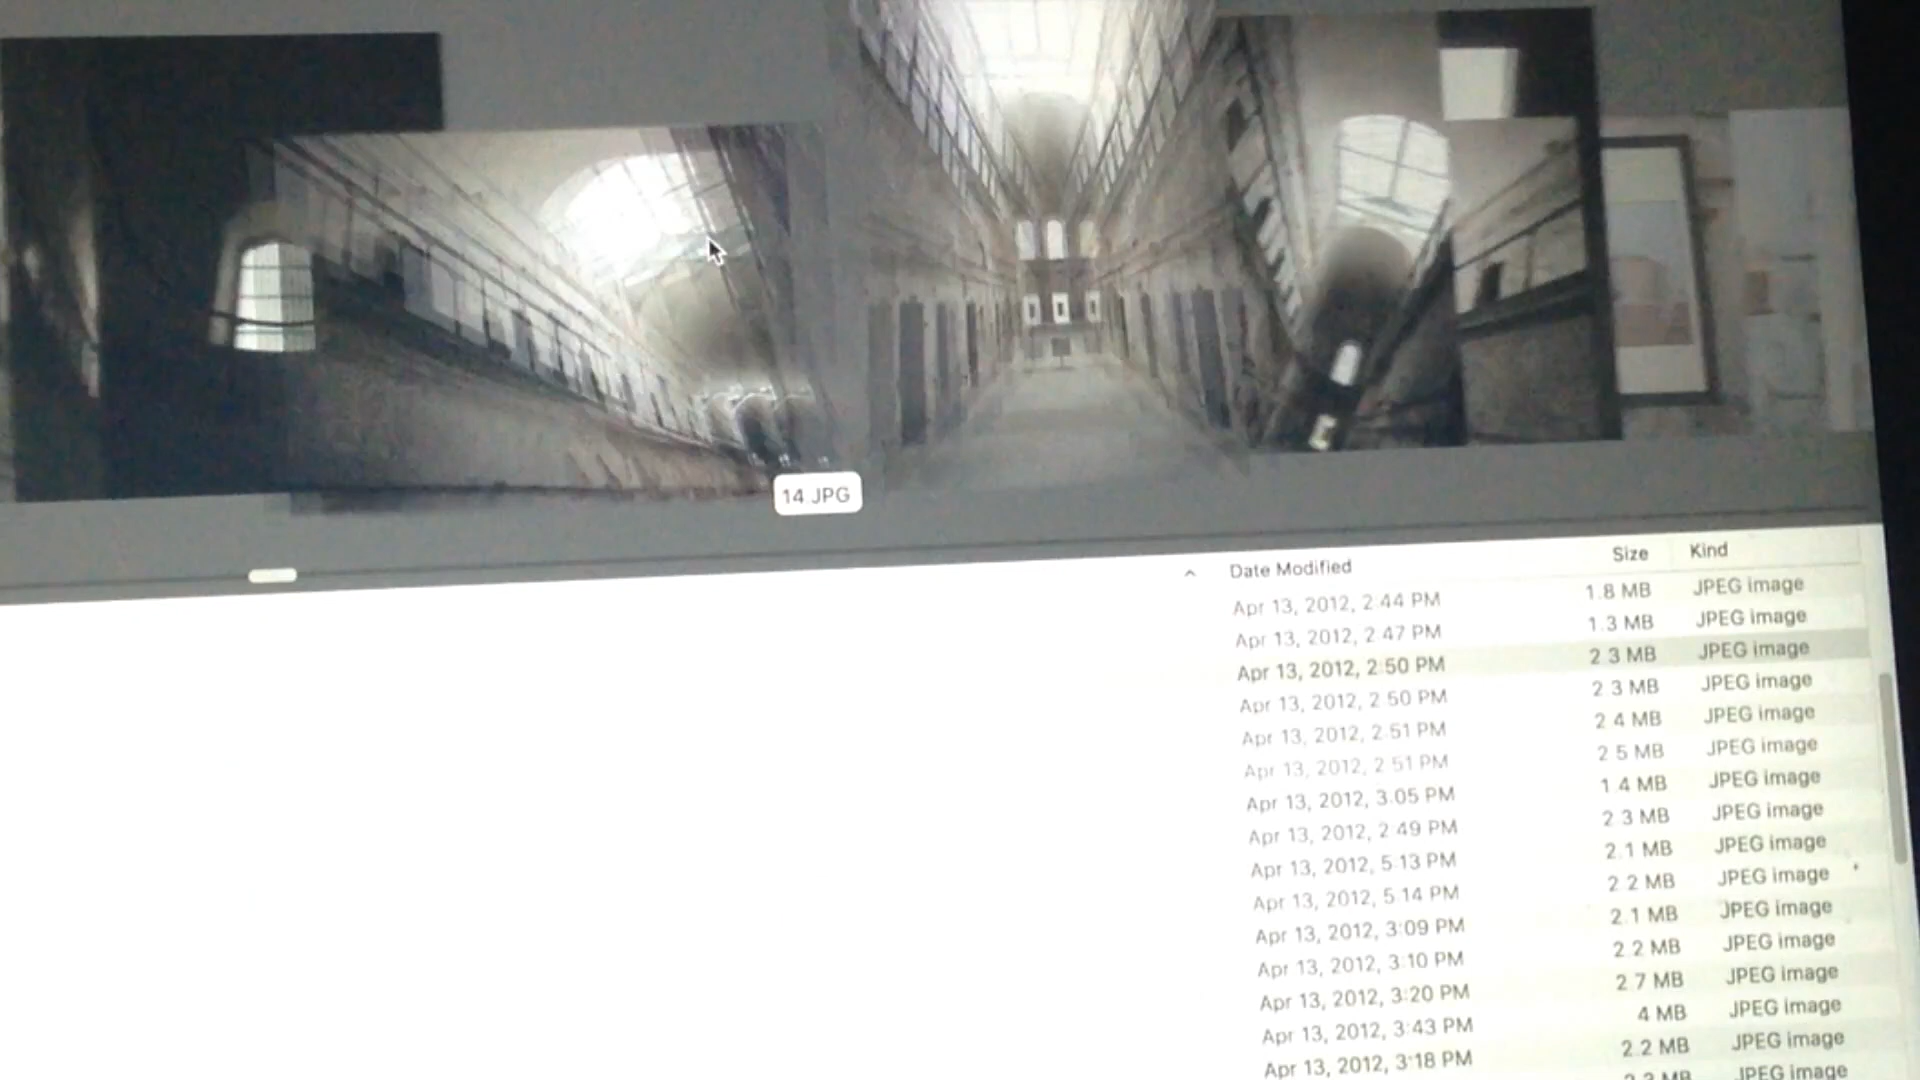 14.JPG
Date Modified Size Kind
Apr 13, 2012, 2:44 PM 1.8 MB JPEG image
Apr 13, 2012, 2:47 PM 1.3 MB JPEG image
Apr 13, 2012, 2:50 PM 2.3 MB JPEG image
Apr 13, 2012, 2:50 PM 2.3 MB JPEG image
Apr 13, 2012, 2:51 PM 2.4 MB JPEG image
Apr 13, 2012, 2:51 PM 2.5 MB JPEG image
Apr 13, 2012, 3:05 PM 1.4 MB JPEG image
Apr 13, 2012, 2:49 PM 2.3 MB JPEG image
Apr 13, 2012, 5:13 PM 2.1 MB JPEG image
Apr 13, 2012, 5:14 PM 2.2 MB JPEG image
Apr 13, 2012, 3:09 PM 2.1 MB JPEG image
Apr 13, 2012, 3:10 PM 2.2 MB JPEG image
Apr 13, 2012, 3:20 PM 2.7 MB JPEG image
Apr 13, 2012, 3:43 PM 4 MB JPEG image
Apr 13, 2012, 3:18 PM 2.2 MB JPEG image
MB JPEG image